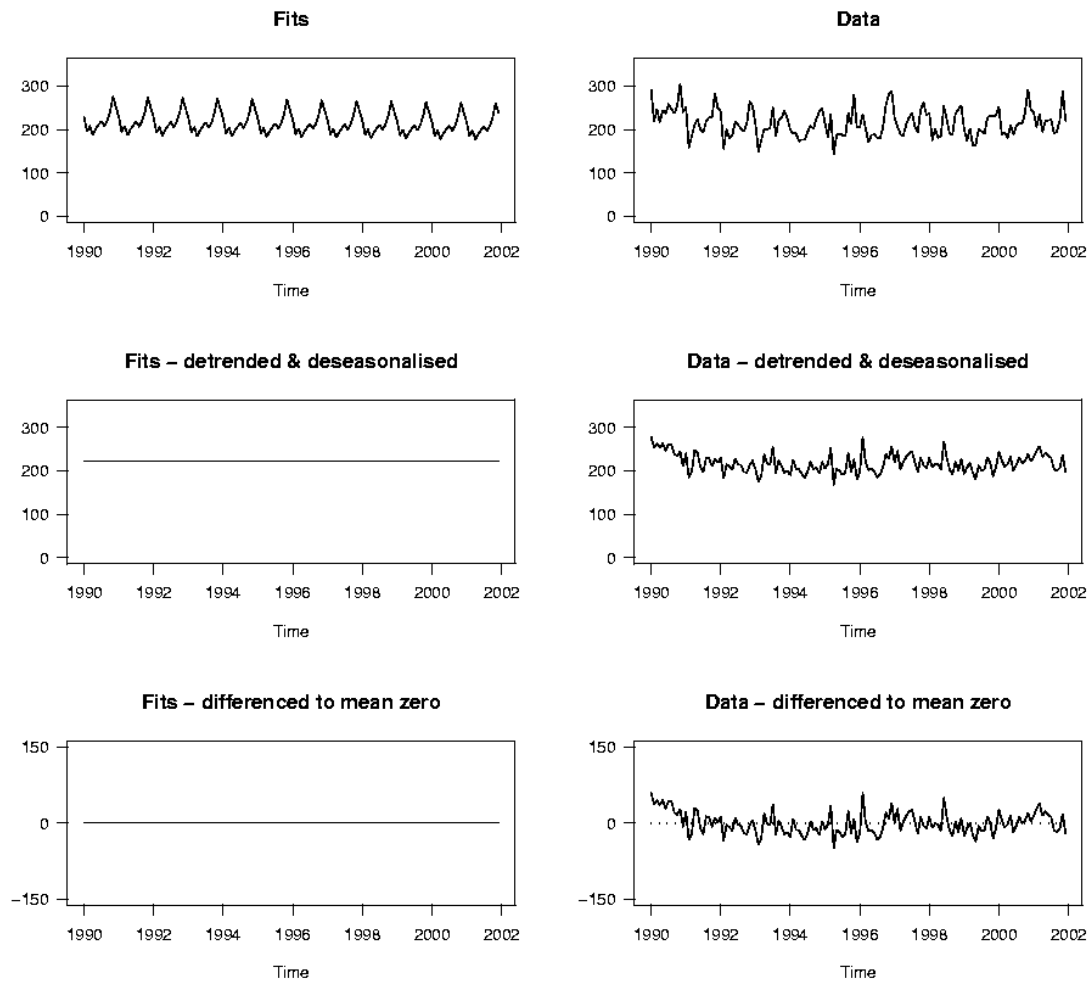 Fits
300
200
100
0
1990 1992 1994 1996 1998 2000 2002
Time
Data
300
200
100
0
1990 1992 1994 1996 1998 2000 2002
Time
Fits – detrended & deseasonalised
300
200
100
0
1990 1992 1994 1996 1998 2000 2002
Time
Data – detrended & deseasonalised
300
200
100
0
1990 1992 1994 1996 1998 2000 2002
Time
Fits – differenced to mean zero
150
0
−150
1990 1992 1994 1996 1998 2000 2002
Time
Data – differenced to mean zero
150
0
−150
1990 1992 1994 1996 1998 2000 2002
Time